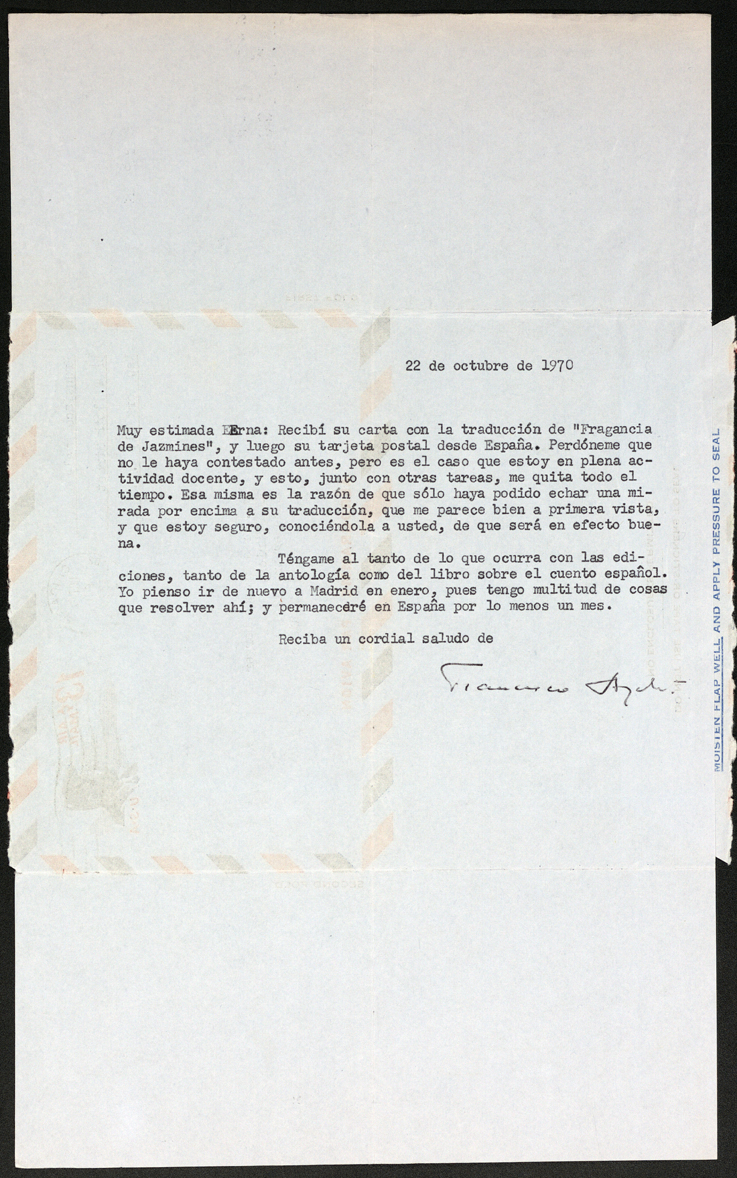 22 de octubre de 1970
Muy estimada Erna: Recibí su carta con la traducción de "Fragancia
de Jazmines", y luego su tarjeta postal desde España. Perdóneme que
no le haya contestado antes, pero es el caso que estoy en plena ac-
tividad docente, y esto, junto con otras tareas, me quita todo el
tiempo. Esa misma es la razón de que sólo haya podido echar una mi-
rada por encima a su traducción, que me parece bien a primera vista,
y que estoy seguro, conociéndola a usted, de que será en efecto bue-
na.
Téngame al tanto de lo que ocurra con las edi-
ciones, tanto de la antología como del libro sobre el cuento español.
Yo pienso ir de nuevo a Madrid en enero, pues tengo multitud de cosas
que resolver ahí; y permaneceré en España por lo menos un mes.
Reciba un cordial saludo de
Francisco Ayala
MOISTEN FLAP WELL AND APPLY PRESSURE TO SEAL